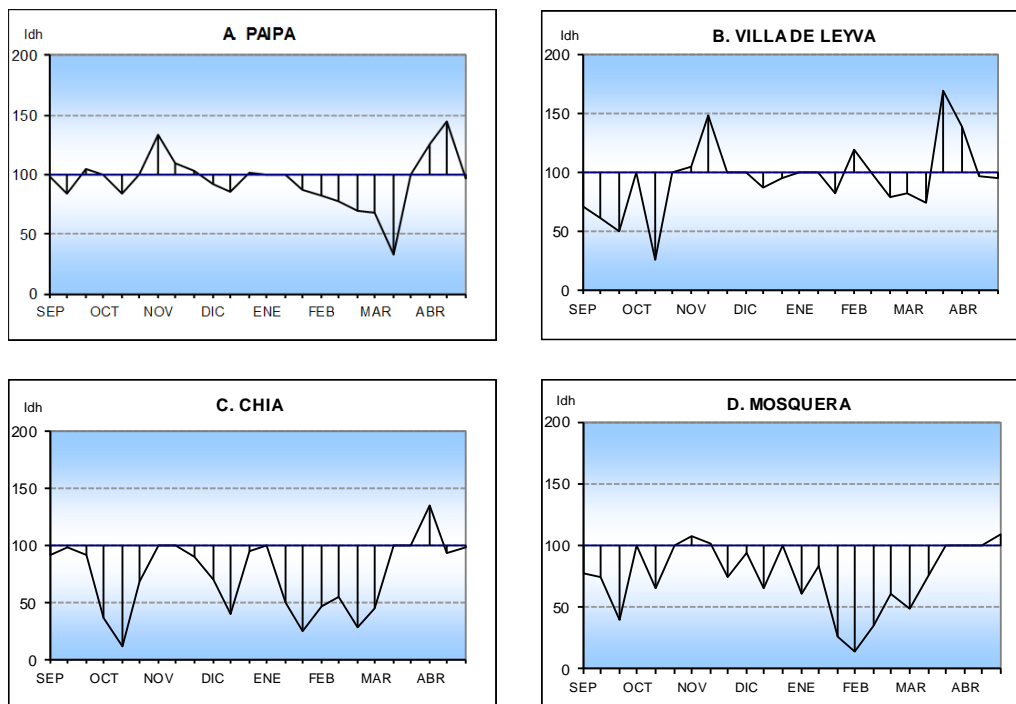 A. PAIPA
Idh
200
150
100
50
0
SEP OCT NOV DIC ENE FEB MAR ABR
B. VILLA DE LEYVA
Idh
200
150
100
50
0
SEP OCT NOV DIC ENE FEB MAR ABR
C. CHIA
Idh
200
150
100
50
0
SEP OCT NOV DIC ENE FEB MAR ABR
D. MOSQUERA
Idh
200
150
100
50
0
SEP OCT NOV DIC ENE FEB MAR ABR